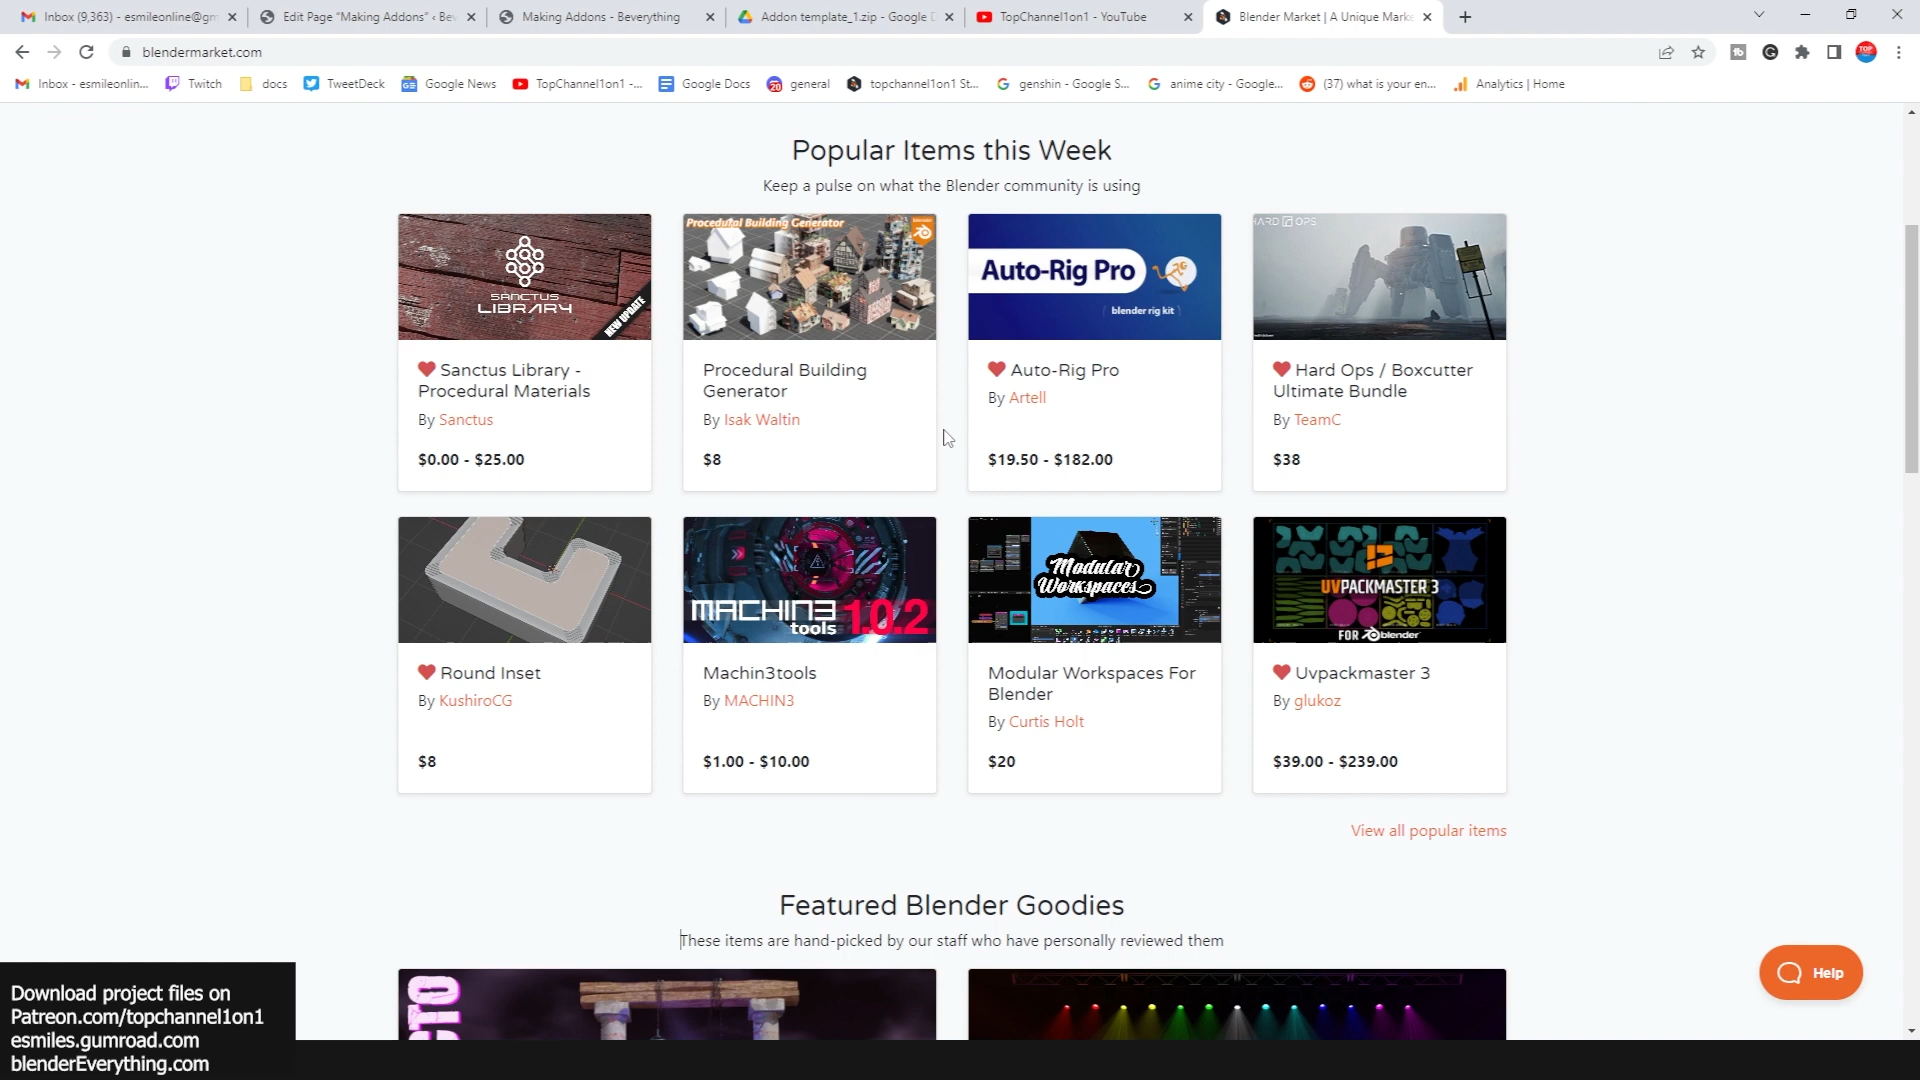 Inbox (9,363) - esmileonline@gm
Edit Page "Making Addons" ‹ Bev
Making Addons - Beverything
Addon template_1.zip - Google D
TopChannel1on1 - YouTube
Blender Market | A Unique Marke
blendermarket.com
Inbox - esmileonlin...
Twitch
docs
TweetDeck
Google News
TopChannel1on1 -...
Google Docs
general
topchannel1on1 St...
genshin - Google S...
anime city - Google...
(37) what is your en...
Analytics | Home
Popular Items this Week
Keep a pulse on what the Blender community is using
SANCTUS
LIBRARY
NEW UPDATE
Procedural Building Generator
Auto-Rig Pro
blender rig kit
HARD OPS
Sanctus Library -
Procedural Materials
By Sanctus
$0.00 - $25.00
Procedural Building
Generator
By Isak Waltin
$8
Auto-Rig Pro
By Artell
$19.50 - $182.00
Hard Ops / Boxcutter
Ultimate Bundle
By TeamC
$38
MACHIN3
tools
1.0.2
Modular
Workspaces
UVPACKMASTER 3
FOR blender
Round Inset
By KushiroCG
$8
Machin3tools
By MACHIN3
$1.00 - $10.00
Modular Workspaces For
Blender
By Curtis Holt
$20
Uvpackmaster 3
By glukoz
$39.00 - $239.00
View all popular items
Featured Blender Goodies
These items are hand-picked by our staff who have personally reviewed them
Help
Download project files on
Patreon.com/topchannel1on1
esmiles.gumroad.com
blenderEverything.com